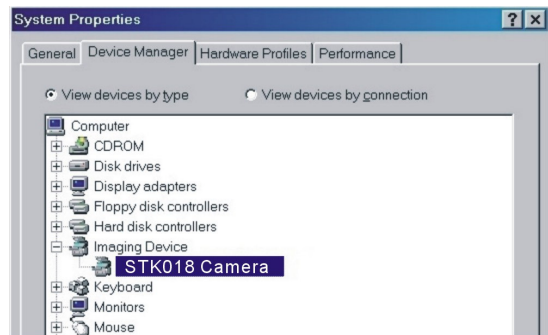 System Properties
General Device Manager Hardware Profiles Performance
View devices by type View devices by connection
Computer
CDROM
Disk drives
Display adapters
Floppy disk controllers
Hard disk controllers
Imaging Device
STK018 Camera
Keyboard
Monitors
Mouse